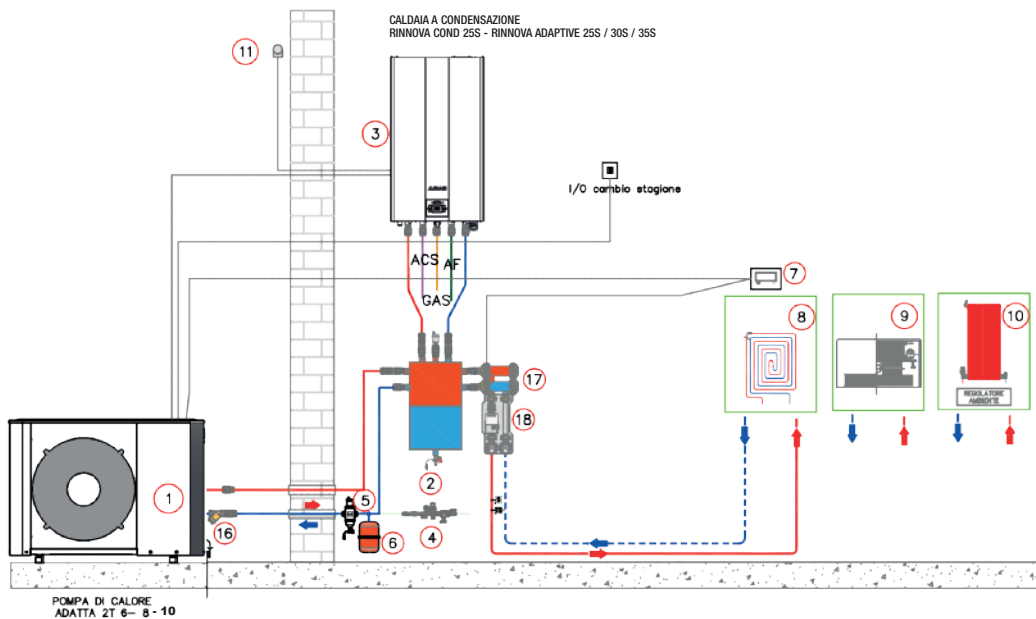 CALDAIA A CONDENSAZIONE
RINNOVA COND 25S - RINNOVA ADAPTIVE 25S / 30S / 35S
11
3
I/O cambio stagione
ACS
AF
GAS
7
8
9
10
REGOLATORE
AMBIENTE
17
18
2
1
5
16
6
4
POMPA DI CALORE
ADATTA 2T 6- 8 - 10